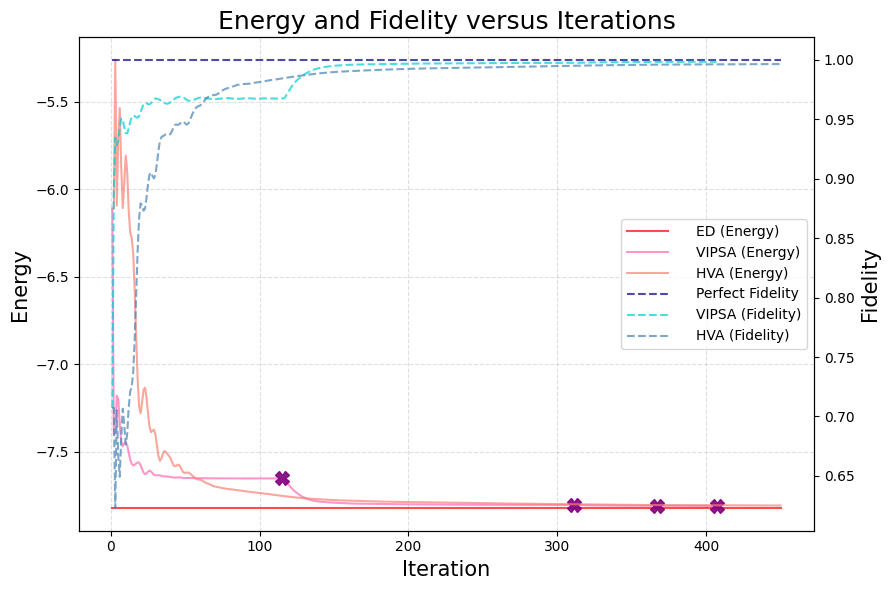 Energy and Fidelity versus Iterations
Energy
−5.5
−6.0
−6.5
−7.0
−7.5
1.00
0.95
0.90
0.85
0.80
0.75
0.70
0.65
Fidelity
ED (Energy)
VIPSA (Energy)
HVA (Energy)
Perfect Fidelity
VIPSA (Fidelity)
HVA (Fidelity)
0
100
200
300
400
Iteration